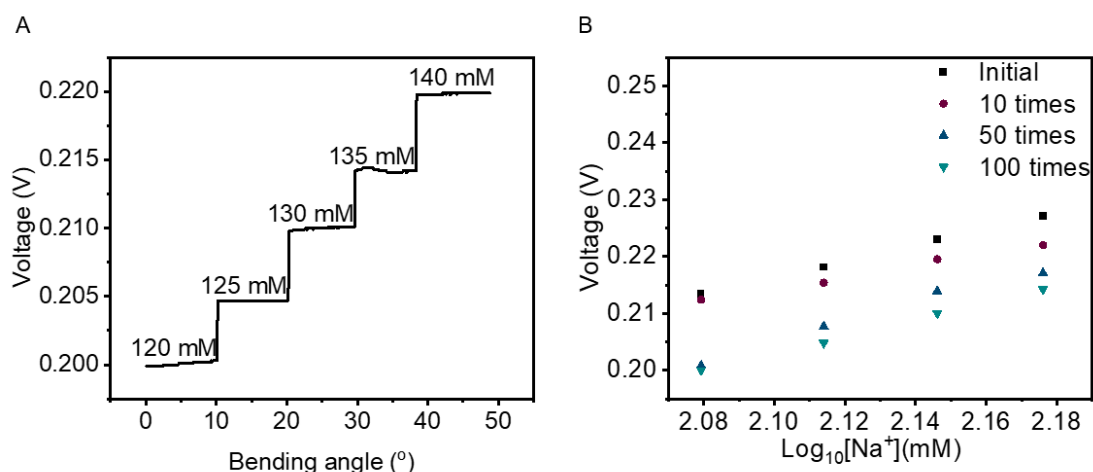 A
Voltage (V)
0.220
0.215
0.210
0.205
0.200
120 mM
125 mM
130 mM
135 mM
140 mM
0 10 20 30 40 50
Bending angle (o)
B
Voltage (V)
0.25
0.24
0.23
0.22
0.21
0.20
Initial
10 times
50 times
100 times
2.08 2.10 2.12 2.14 2.16 2.18
Log10[Na+](mM)